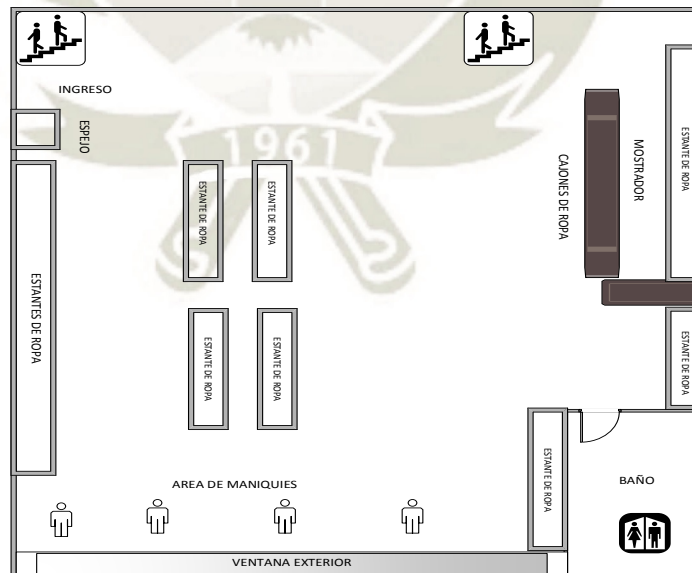 INGRESO
ESPEJO
1961
ESTANTES DE ROPA
ESTANTE DE ROPA
ESTANTE DE ROPA
ESTANTE DE ROPA
ESTANTE DE ROPA
CAJONES DE ROPA
MOSTRADOR
ESTANTE DE ROPA
ESTANTE DE ROPA
ESTANTE DE ROPA
BAÑO
AREA DE MANIQUIES
VENTANA EXTERIOR